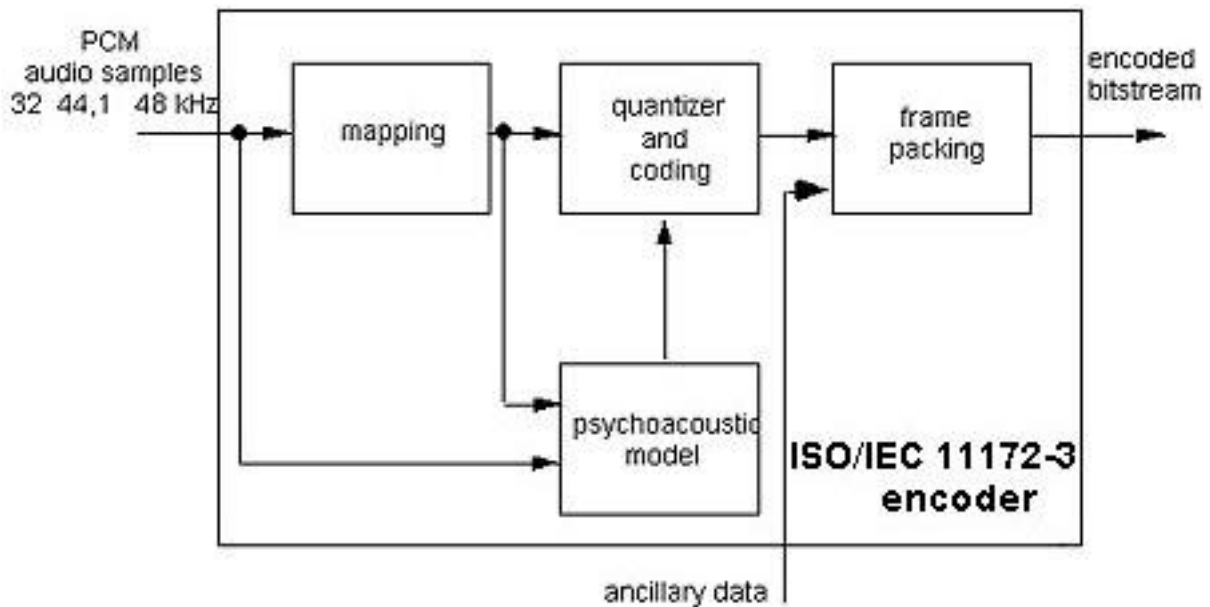 PCM
audio samples
32 44,1 48 kHz
mapping
quantizer
and
coding
frame
packing
encoded
bitstream
psychoacoustic
model
ISO/IEC 11172-3
encoder
ancillary data